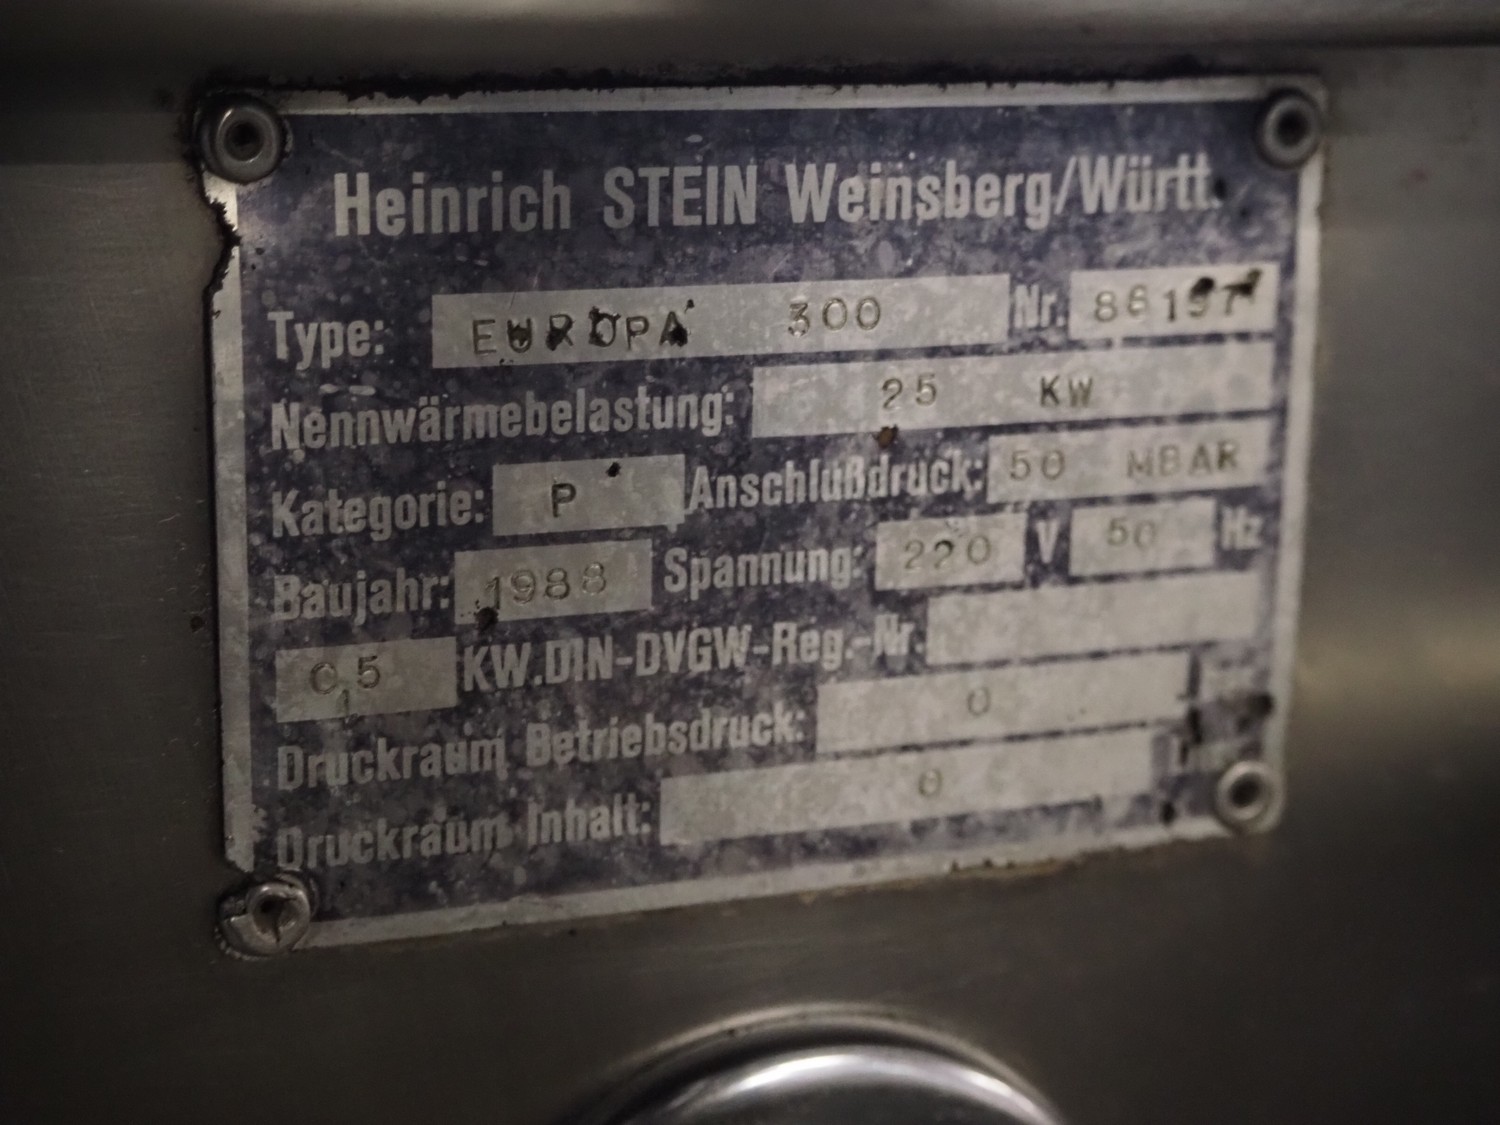 Heinrich STEIN Weinsberg/Württ.
Type: EUROPA 300 Nr. 86197
Nennwärmebelastung: 25 KW
Kategorie: P Anschlußdruck: 50 MBAR
Baujahr: 1988 Spannung: 220 V 50 Hz
0,5 KW. DIN-DVGW-Reg.-Nr.
Druckraum Betriebsdruck: 0
Druckraum Inhalt: 0